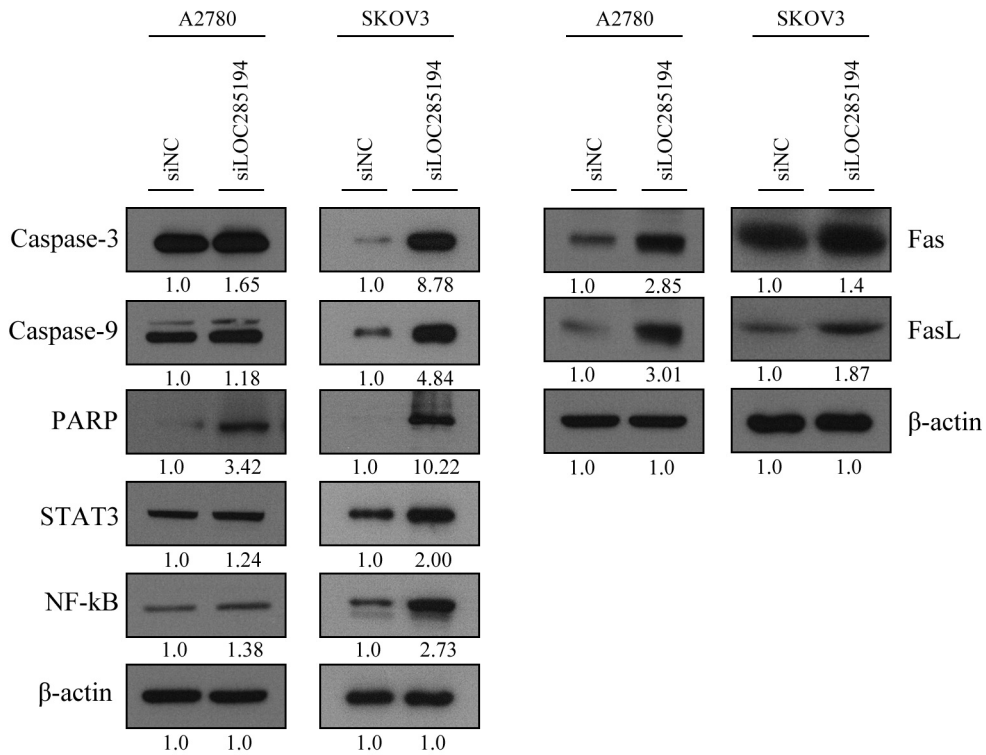 A2780 SKOV3 A2780 SKOV3
siNC siLOC285194 siNC siLOC285194 siNC siLOC285194 siNC siLOC285194
Caspase-3 Fas
1.0 1.65 1.0 8.78 1.0 2.85 1.0 1.4
Caspase-9 FasL
1.0 1.18 1.0 4.84 1.0 3.01 1.0 1.87
PARP β-actin
1.0 3.42 1.0 10.22 1.0 1.0 1.0 1.0
STAT3
1.0 1.24 1.0 2.00
NF-kB
1.0 1.38 1.0 2.73
β-actin
1.0 1.0 1.0 1.0